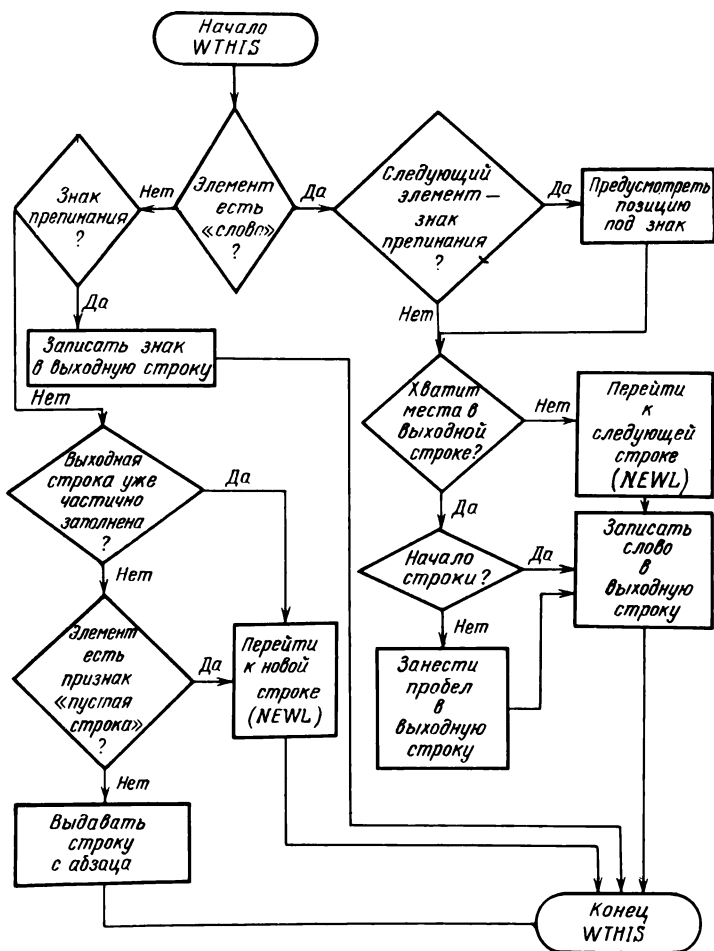 Начало
WTHIS
Элемент
есть
«слово»
?
Нет
Да
Знак
препинания
?
Следующий
элемент —
знак
препинания
?
Да
Предусмотреть
позицию
под знак
Да
Нет
Записать знак
в выходную строку
Нет
Хватит
места в
выходной
строке?
Нет
Перейти
к
следующей
строке
(NEWL)
Выходная
строка уже
частично
заполнена
?
Да
Да
Начало
строки?
Да
Записать
слово
в
выходную
строку
Нет
Нет
Элемент
есть
признак
«пустая
строка»
?
Да
Перейти
к новой
строке
(NEWL)
Занести
пробел
в
выходную
строку
Нет
Выдавать
строку
с абзаца
Конец
WTHIS